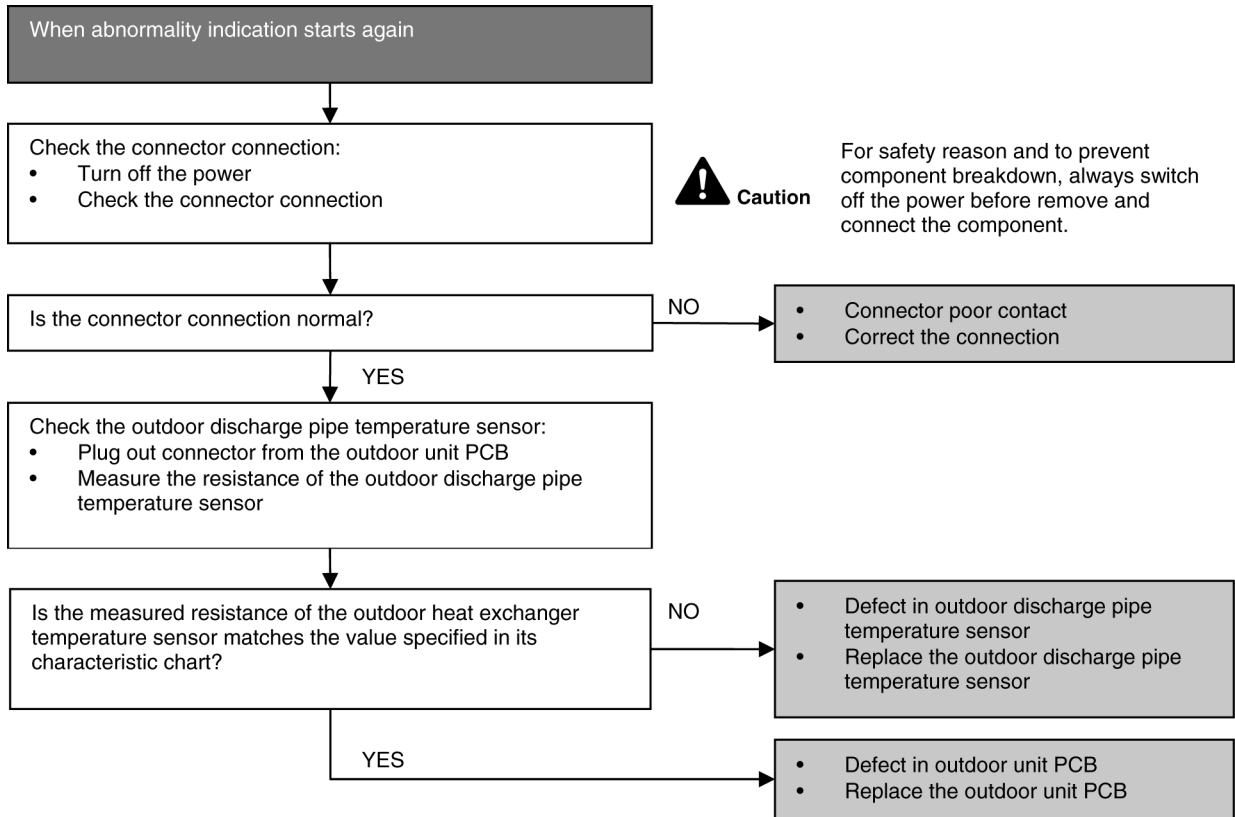 When abnormality indication starts again
Check the connector connection:
• Turn off the power
• Check the connector connection
Caution
For safety reason and to prevent
component breakdown, always switch
off the power before remove and
connect the component.
Is the connector connection normal?
NO
• Connector poor contact
• Correct the connection
YES
Check the outdoor discharge pipe temperature sensor:
• Plug out connector from the outdoor unit PCB
• Measure the resistance of the outdoor discharge pipe
temperature sensor
Is the measured resistance of the outdoor heat exchanger
temperature sensor matches the value specified in its
characteristic chart?
NO
• Defect in outdoor discharge pipe
temperature sensor
• Replace the outdoor discharge pipe
temperature sensor
YES
• Defect in outdoor unit PCB
• Replace the outdoor unit PCB